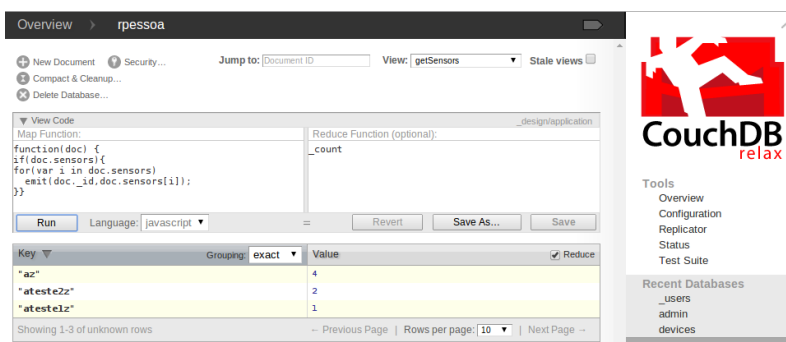 Overview rpessoa
New Document Security… Jump to: Document ID View: getSensors Stale views
Compact & Cleanup…
Delete Database…
View Code _design/application
Map Function: Reduce Function (optional):
function(doc) { _count
if(doc.sensors){
for(var i in doc.sensors)
emit(doc._id,doc.sensors[i]);
}}
Run Language: javascript = Revert Save As… Save
Key Grouping: exact Value Reduce
"az" 4
"ateste2z" 2
"ateste1z" 1
Showing 1-3 of unknown rows ← Previous Page | Rows per page: 10 | Next Page →
CouchDB
relax
Tools
Overview
Configuration
Replicator
Status
Test Suite
Recent Databases
_users
admin
devices